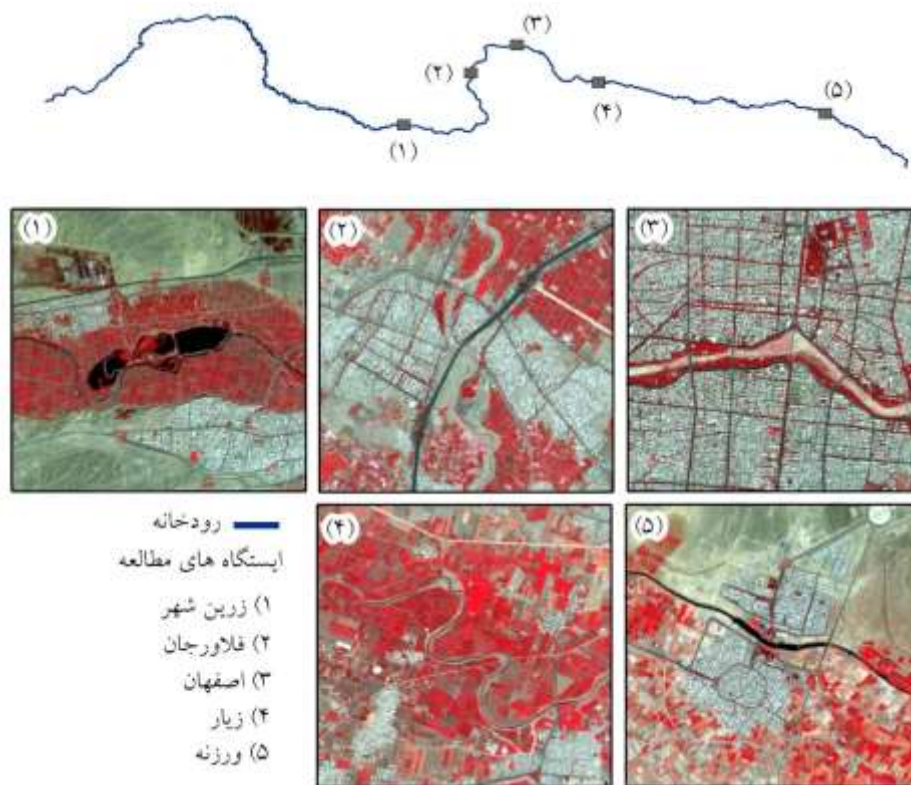 (۳)
(۲)
(۵)
(۴)
(۱)
(۱)
(۲)
(۳)
رودخانه
ایستگاه های مطالعه
۱) زرین شهر
۲) فلاورجان
۳) اصفهان
۴) زیار
۵) ورزنه
(۴)
(۵)